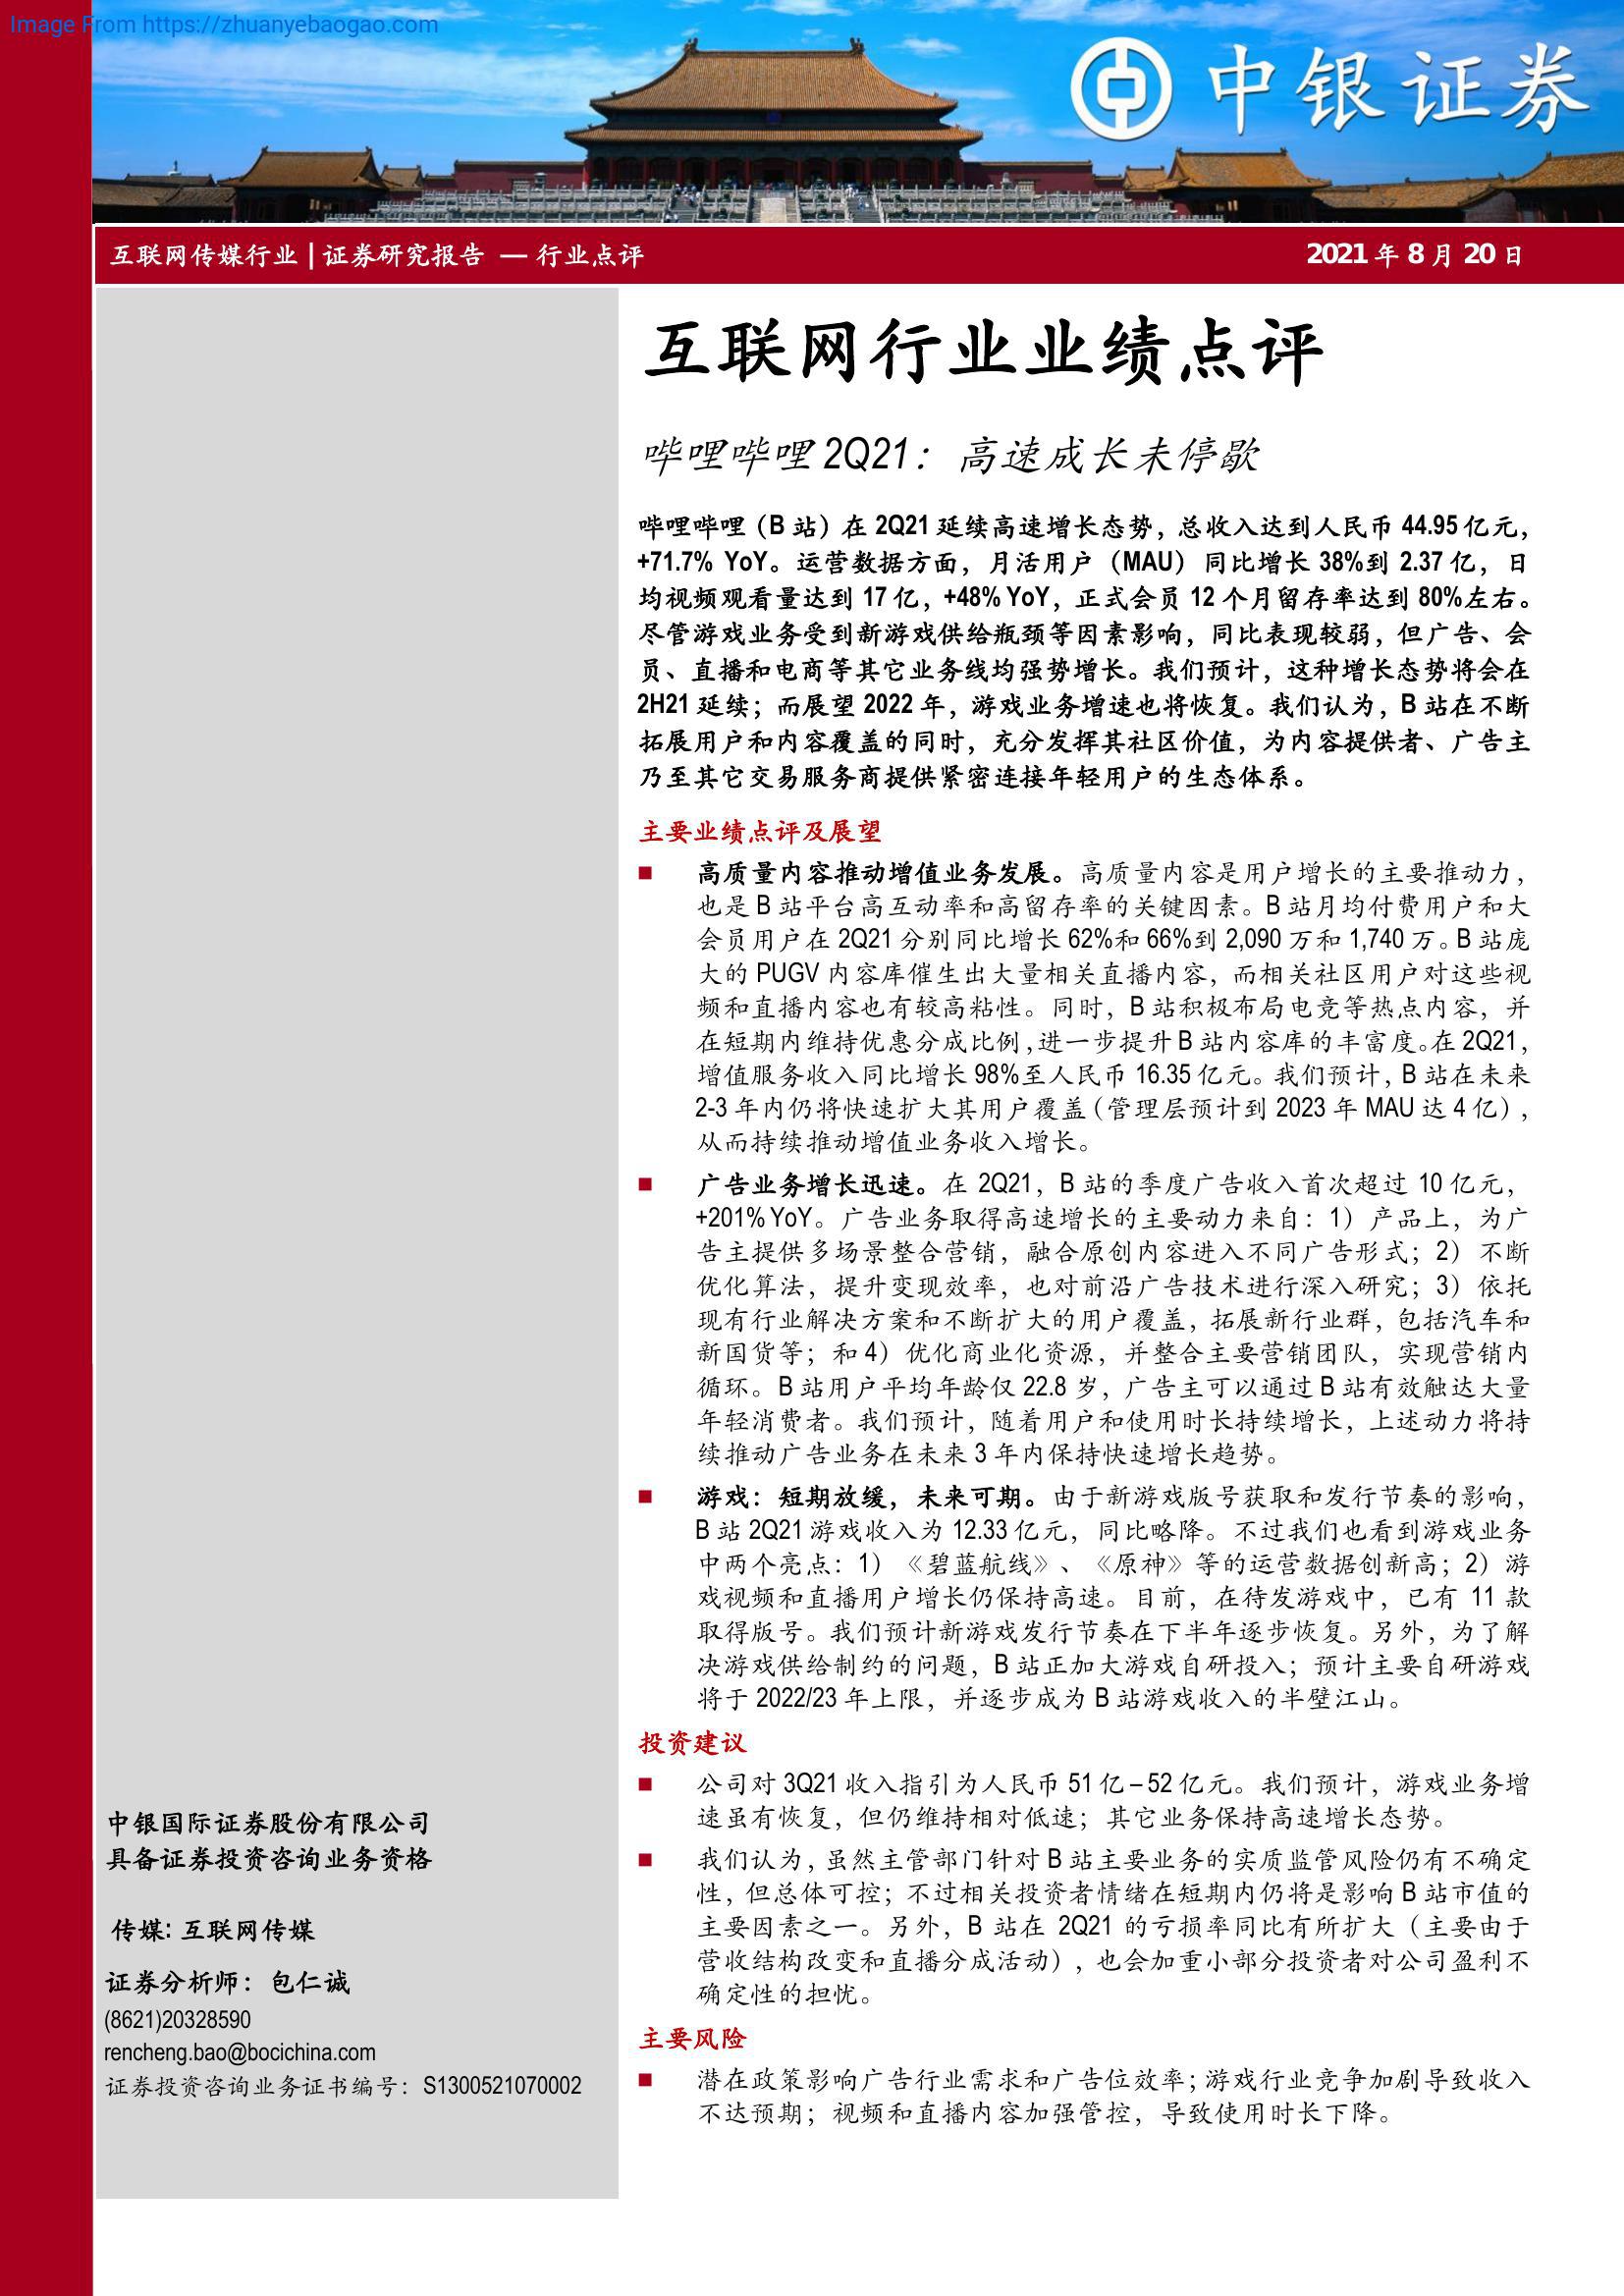 Image From https://zhuanyebaogao.com
中银证券
互联网传媒行业 | 证券研究报告 — 行业点评
2021 年 8 月 20 日
互联网行业业绩点评
哔哩哔哩 2Q21：高速成长未停歇
哔哩哔哩（B 站）在 2Q21 延续高速增长态势，总收入达到人民币 44.95 亿元，
+71.7% YoY。运营数据方面，月活用户（MAU）同比增长 38%到 2.37 亿，日
均视频观看量达到 17 亿，+48% YoY，正式会员 12 个月留存率达到 80%左右。
尽管游戏业务受到新游戏供给瓶颈等因素影响，同比表现较弱，但广告、会
员、直播和电商等其它业务线均强势增长。我们预计，这种增长态势将会在
2H21 延续；而展望 2022 年，游戏业务增速也将恢复。我们认为，B 站在不断
拓展用户和内容覆盖的同时，充分发挥其社区价值，为内容提供者、广告主
乃至其它交易服务商提供紧密连接年轻用户的生态体系。
主要业绩点评及展望
■ 高质量内容推动增值业务发展。高质量内容是用户增长的主要推动力，
也是 B 站平台高互动率和高留存率的关键因素。B 站月均付费用户和大
会员用户在 2Q21 分别同比增长 62%和 66%到 2,090 万和 1,740 万。B 站庞
大的 PUGV 内容库催生出大量相关直播内容，而相关社区用户对这些视
频和直播内容也有较高粘性。同时，B 站积极布局电竞等热点内容，并
在短期内维持优惠分成比例，进一步提升 B 站内容库的丰富度。在 2Q21，
增值服务收入同比增长 98%至人民币 16.35 亿元。我们预计，B 站在未来
2-3 年内仍将快速扩大其用户覆盖（管理层预计到 2023 年 MAU 达 4 亿），
从而持续推动增值业务收入增长。
■ 广告业务增长迅速。在 2Q21，B 站的季度广告收入首次超过 10 亿元，
+201% YoY。广告业务取得高速增长的主要动力来自：1）产品上，为广
告主提供多场景整合营销，融合原创内容进入不同广告形式；2）不断
优化算法，提升变现效率，也对前沿广告技术进行深入研究；3）依托
现有行业解决方案和不断扩大的用户覆盖，拓展新行业群，包括汽车和
新国货等；和 4）优化商业化资源，并整合主要营销团队，实现营销内
循环。B 站用户平均年龄仅 22.8 岁，广告主可以通过 B 站有效触达大量
年轻消费者。我们预计，随着用户和使用时长持续增长，上述动力将持
续推动广告业务在未来 3 年内保持快速增长趋势。
■ 游戏：短期放缓，未来可期。由于新游戏版号获取和发行节奏的影响，
B 站 2Q21 游戏收入为 12.33 亿元，同比略降。不过我们也看到游戏业务
中两个亮点：1）《碧蓝航线》、《原神》等的运营数据创新高；2）游
戏视频和直播用户增长仍保持高速。目前，在待发游戏中，已有 11 款
取得版号。我们预计新游戏发行节奏在下半年逐步恢复。另外，为了解
决游戏供给制约的问题，B 站正加大游戏自研投入；预计主要自研游戏
将于 2022/23 年上限，并逐步成为 B 站游戏收入的半壁江山。
投资建议
■ 公司对 3Q21 收入指引为人民币 51 亿 – 52 亿元。我们预计，游戏业务增
速虽有恢复，但仍维持相对低速；其它业务保持高速增长态势。
■ 我们认为，虽然主管部门针对 B 站主要业务的实质监管风险仍有不确定
性，但总体可控；不过相关投资者情绪在短期内仍将是影响 B 站市值的
主要因素之一。另外，B 站在 2Q21 的亏损率同比有所扩大（主要由于
营收结构改变和直播分成活动），也会加重小部分投资者对公司盈利不
确定性的担忧。
主要风险
■ 潜在政策影响广告行业需求和广告位效率；游戏行业竞争加剧导致收入
不达预期；视频和直播内容加强管控，导致使用时长下降。
中银国际证券股份有限公司
具备证券投资咨询业务资格
传媒: 互联网传媒
证券分析师：包仁诚
(8621)20328590
rencheng.bao@bocichina.com
证券投资咨询业务证书编号：S1300521070002